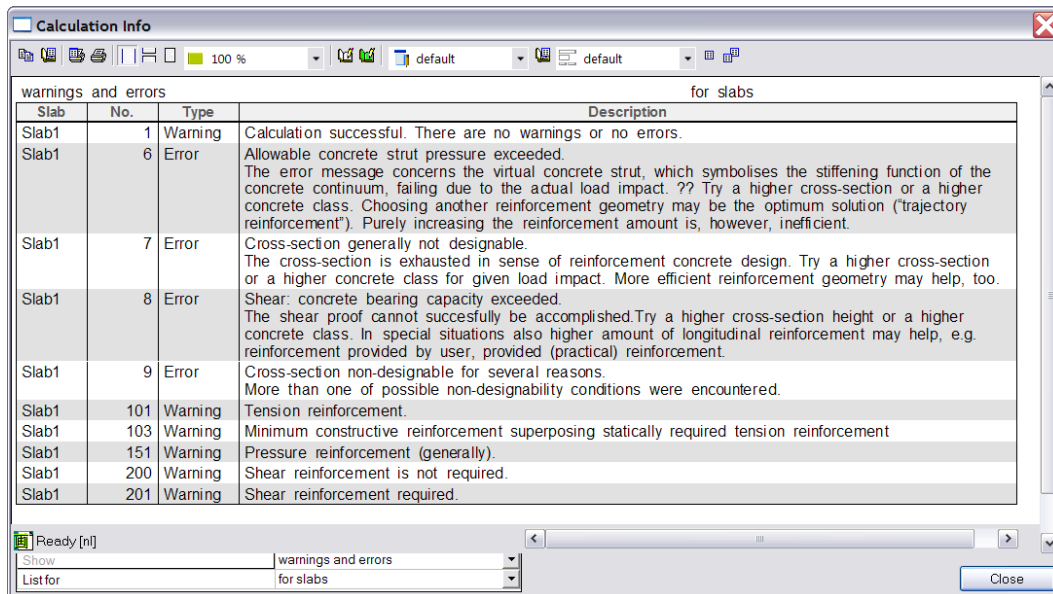 Calculation Info
100 % default default
warnings and errors for slabs
Slab No. Type Description
Slab1 1 Warning Calculation successful. There are no warnings or no errors.
Slab1 6 Error Allowable concrete strut pressure exceeded.
The error message concerns the virtual concrete strut, which symbolises the stiffening function of the
concrete continuum, failing due to the actual load impact. ?? Try a higher cross-section or a higher
concrete class. Choosing another reinforcement geometry may be the optimum solution ("trajectory
reinforcement"). Purely increasing the reinforcement amount is, however, inefficient.
Slab1 7 Error Cross-section generally not designable.
The cross-section is exhausted in sense of reinforcement concrete design. Try a higher cross-section
or a higher concrete class for given load impact. More efficient reinforcement geometry may help, too.
Slab1 8 Error Shear: concrete bearing capacity exceeded.
The shear proof cannot succesfully be accomplished.Try a higher cross-section height or a higher
concrete class. In special situations also higher amount of longitudinal reinforcement may help, e.g.
reinforcement provided by user, provided (practical) reinforcement.
Slab1 9 Error Cross-section non-designable for several reasons.
More than one of possible non-designability conditions were encountered.
Slab1 101 Warning Tension reinforcement.
Slab1 103 Warning Minimum constructive reinforcement superposing statically required tension reinforcement
Slab1 151 Warning Pressure reinforcement (generally).
Slab1 200 Warning Shear reinforcement is not required.
Slab1 201 Warning Shear reinforcement required.
Ready [nl]
Show warnings and errors
List for for slabs
Close